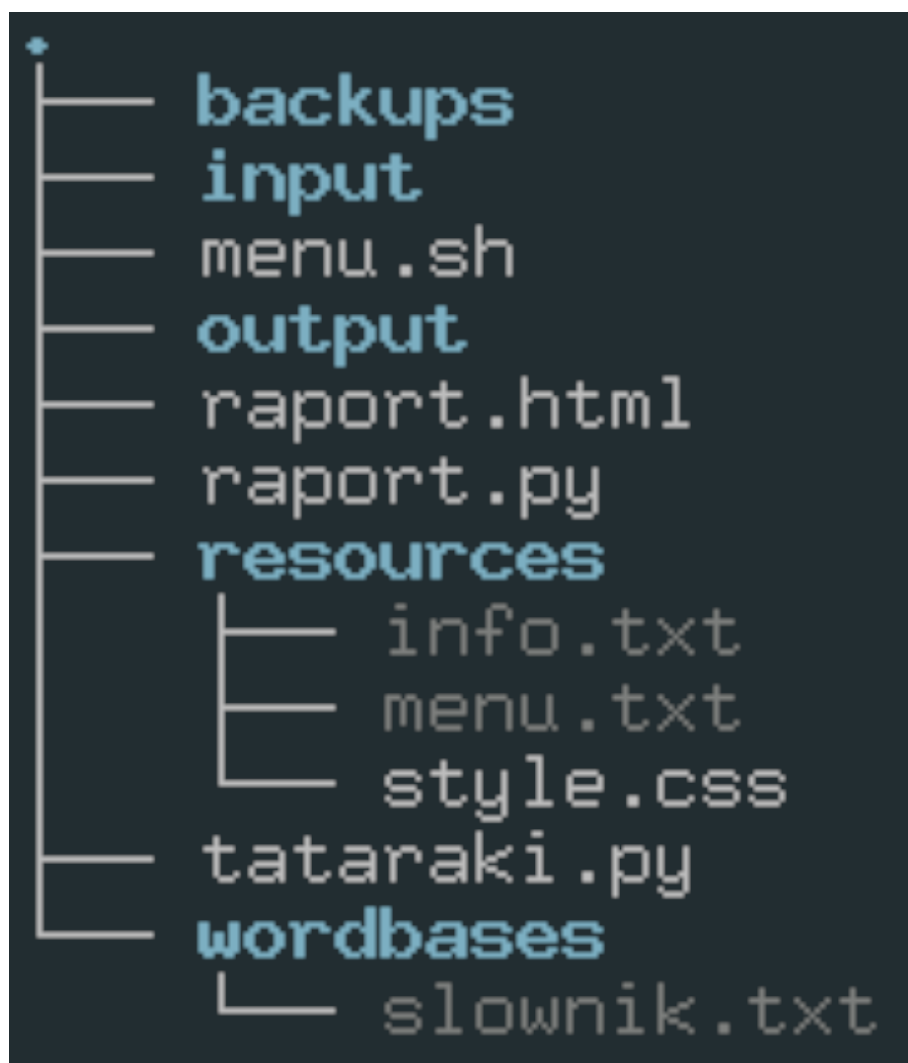 .
backups
input
menu.sh
output
raport.html
raport.py
resources
info.txt
menu.txt
style.css
tataraki.py
wordbases
slownik.txt